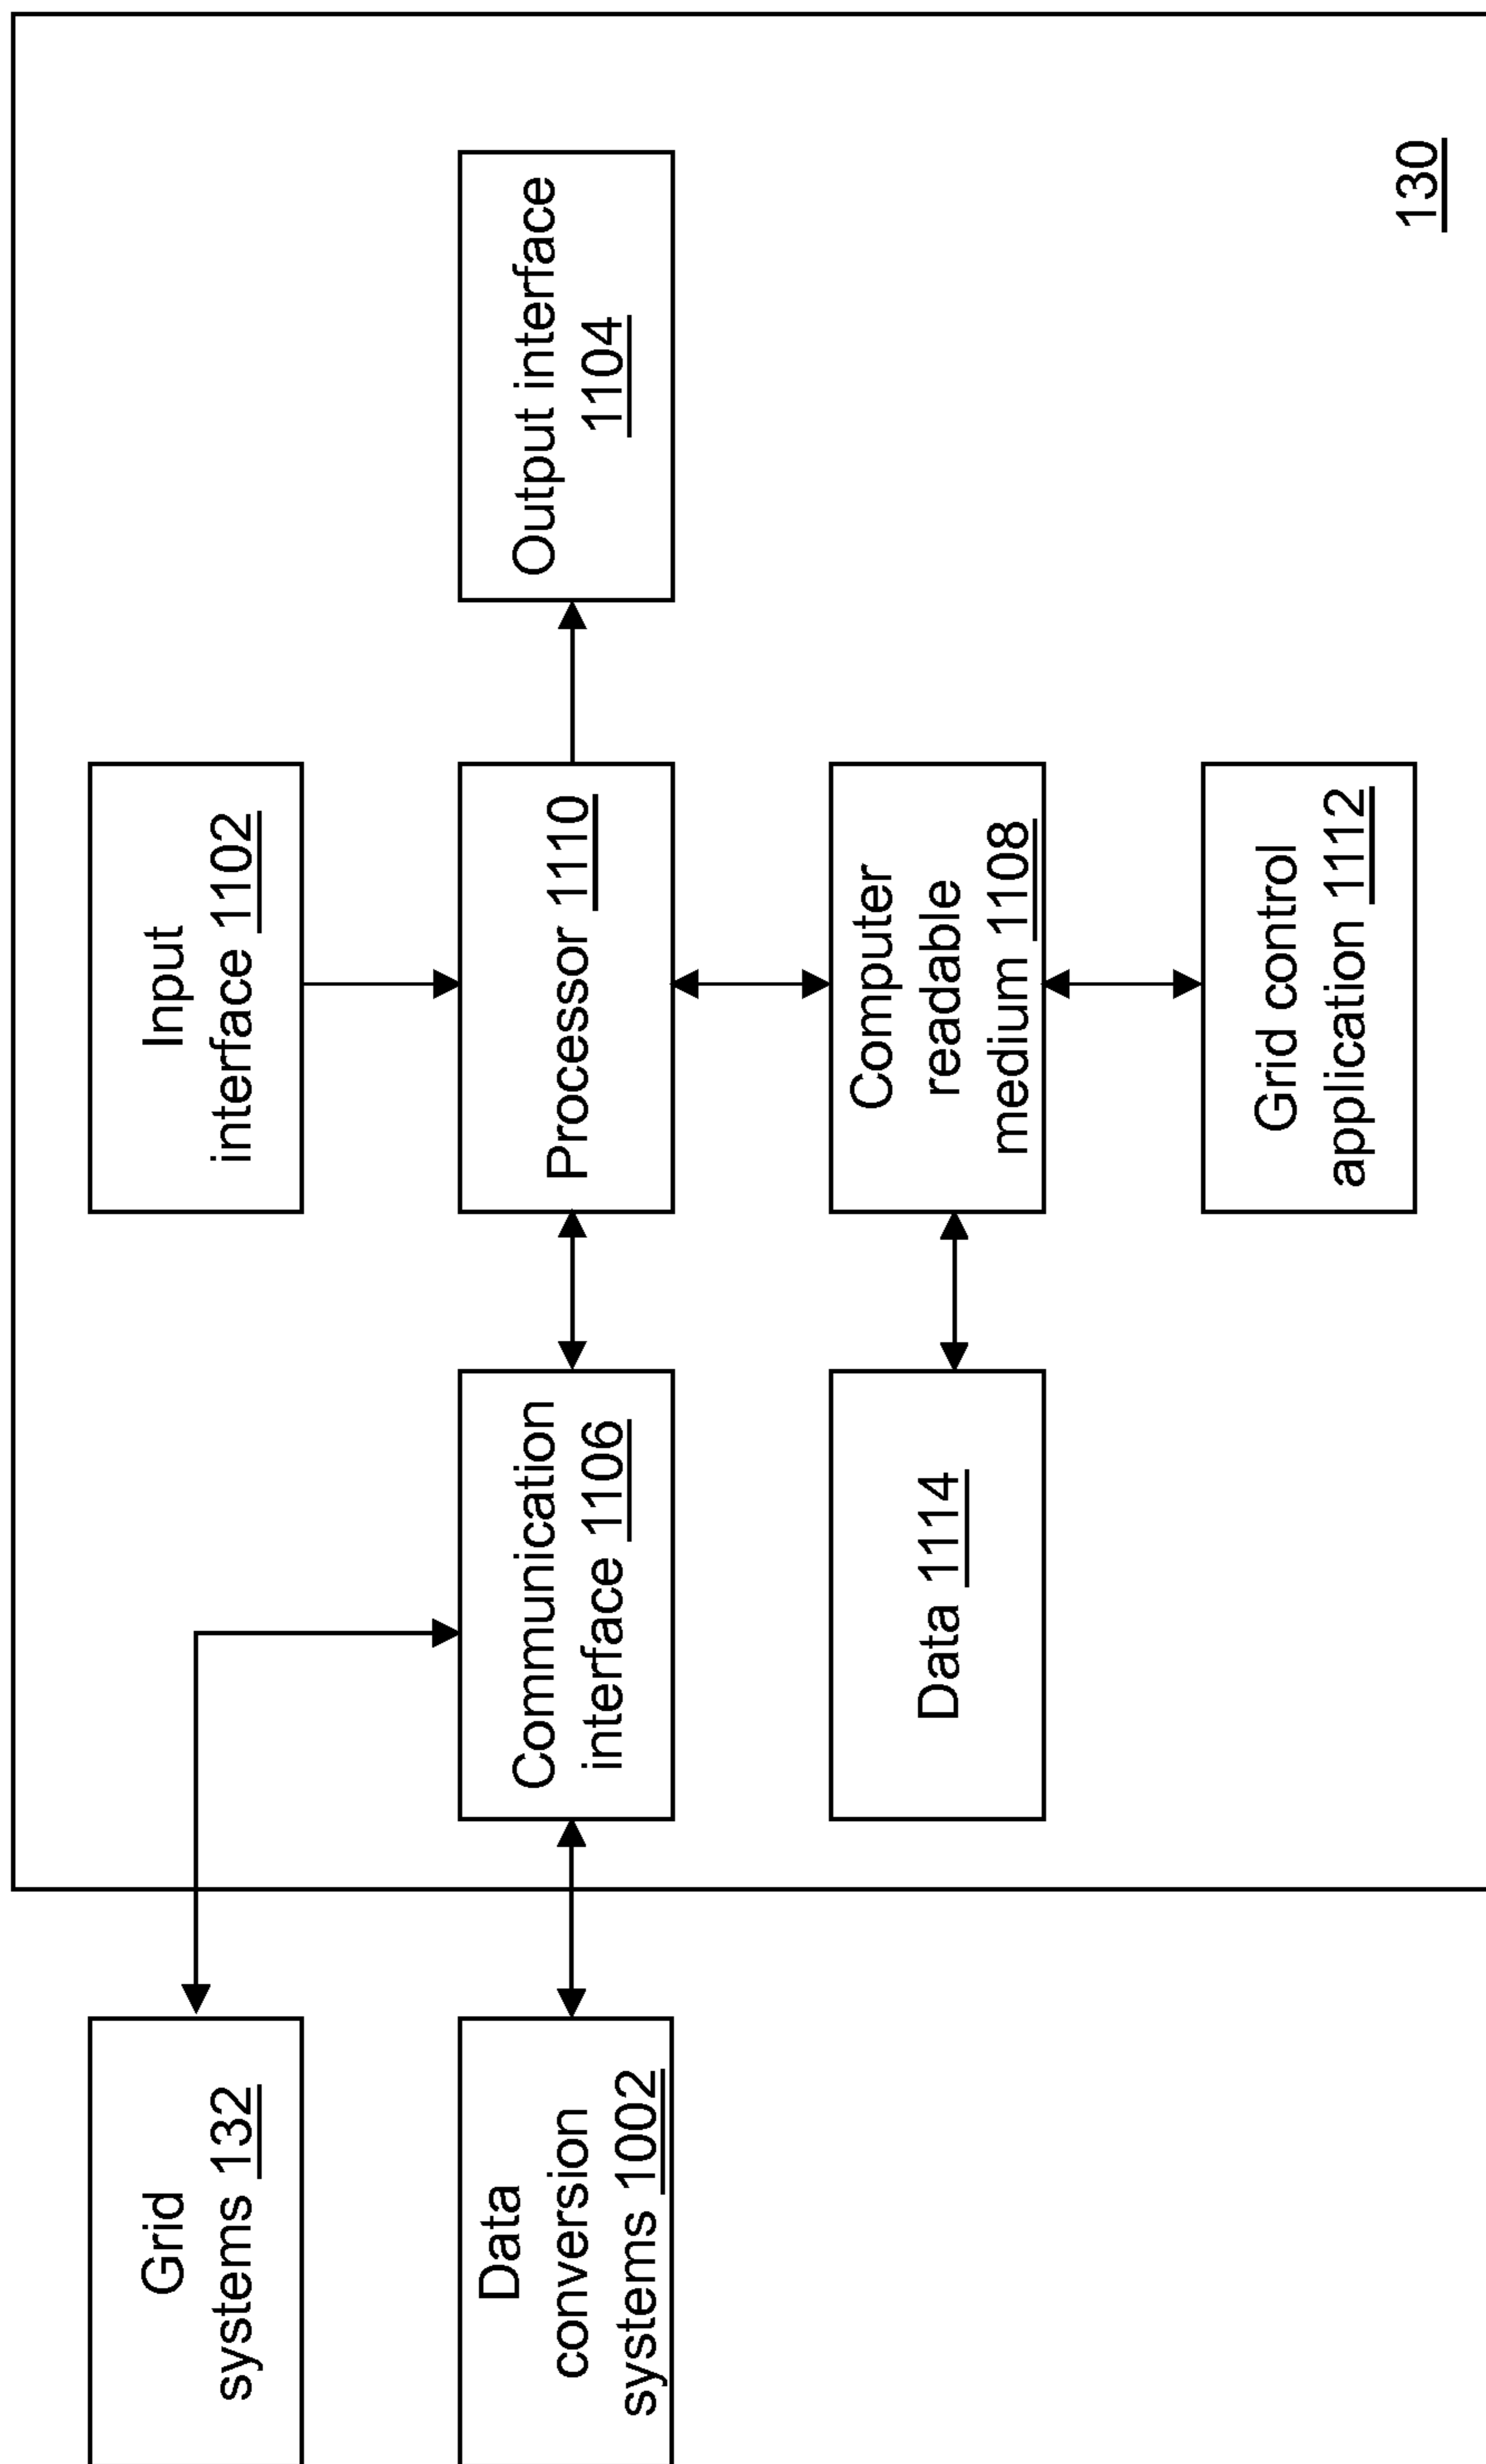 Grid
systems 132
Data
conversion
systems 1002
Communication
interface 1106
Data 1114
Input
interface 1102
Processor 1110
Computer
readable
medium 1108
Grid control
application 1112
Output interface
1104
130